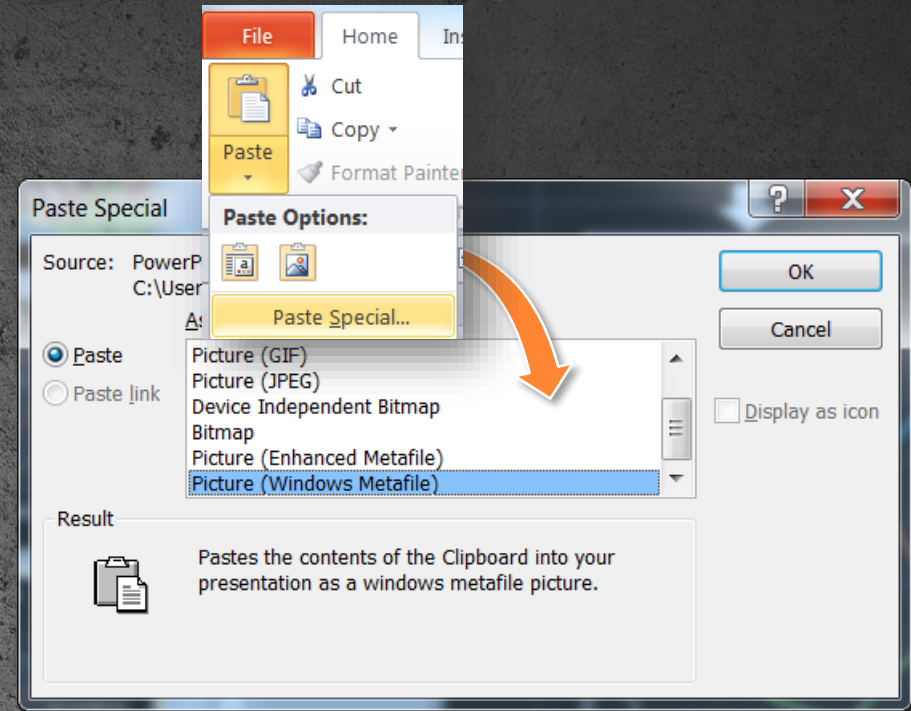 File Home In
Cut
Copy
Paste
Format Painte
Paste Options:
Paste Special...
Paste Special
Source: PowerP
C:\User
OK
Cancel
Paste
Paste link
Display as icon
Picture (GIF)
Picture (JPEG)
Device Independent Bitmap
Bitmap
Picture (Enhanced Metafile)
Picture (Windows Metafile)
Result
Pastes the contents of the Clipboard into your
presentation as a windows metafile picture.